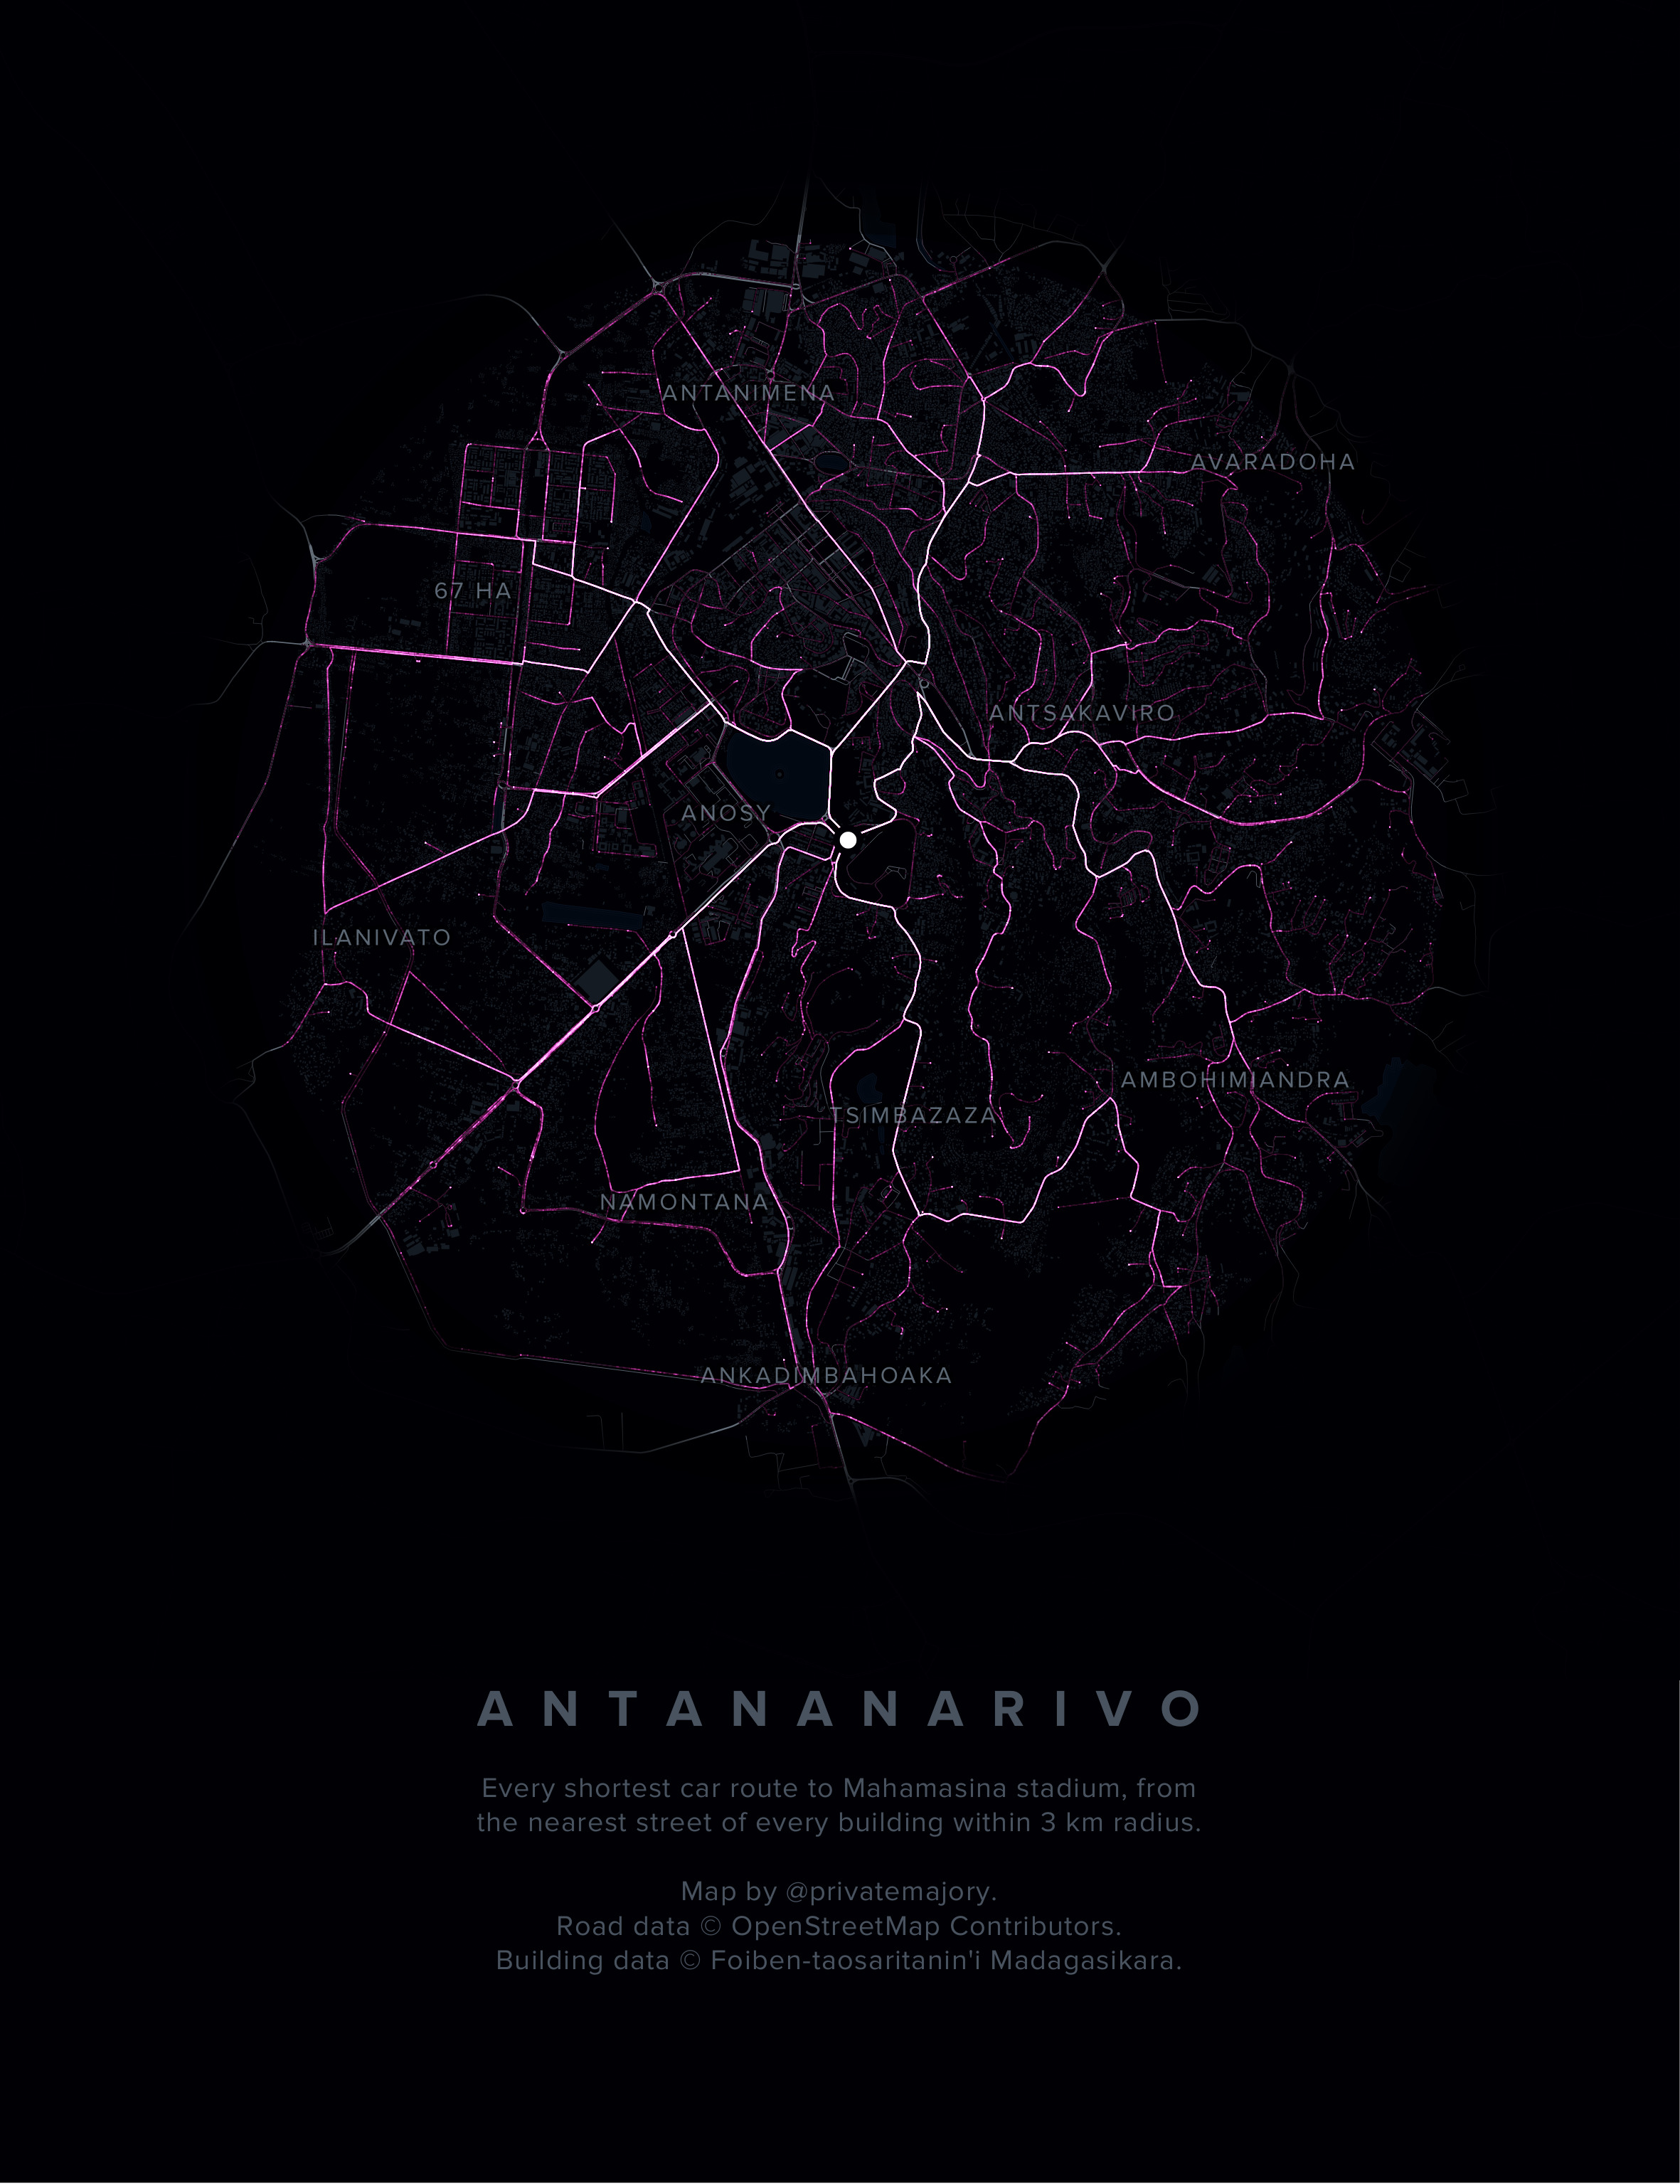 ANTANIMENA
AVARADOHA
67 HA
ANTSAKAVIRO
ANOSY
ILANIVATO
AMBOHIMIANDRA
TSIMBAZAZA
NAMONTANA
ANKADIMBAHOAKA
ANTANANARIVO
Every shortest car route to Mahamasina stadium, from
the nearest street of every building within 3 km radius.
Map by @privatemajory.
Road data © OpenStreetMap Contributors.
Building data © Foiben-taosaritanin'i Madagasikara.